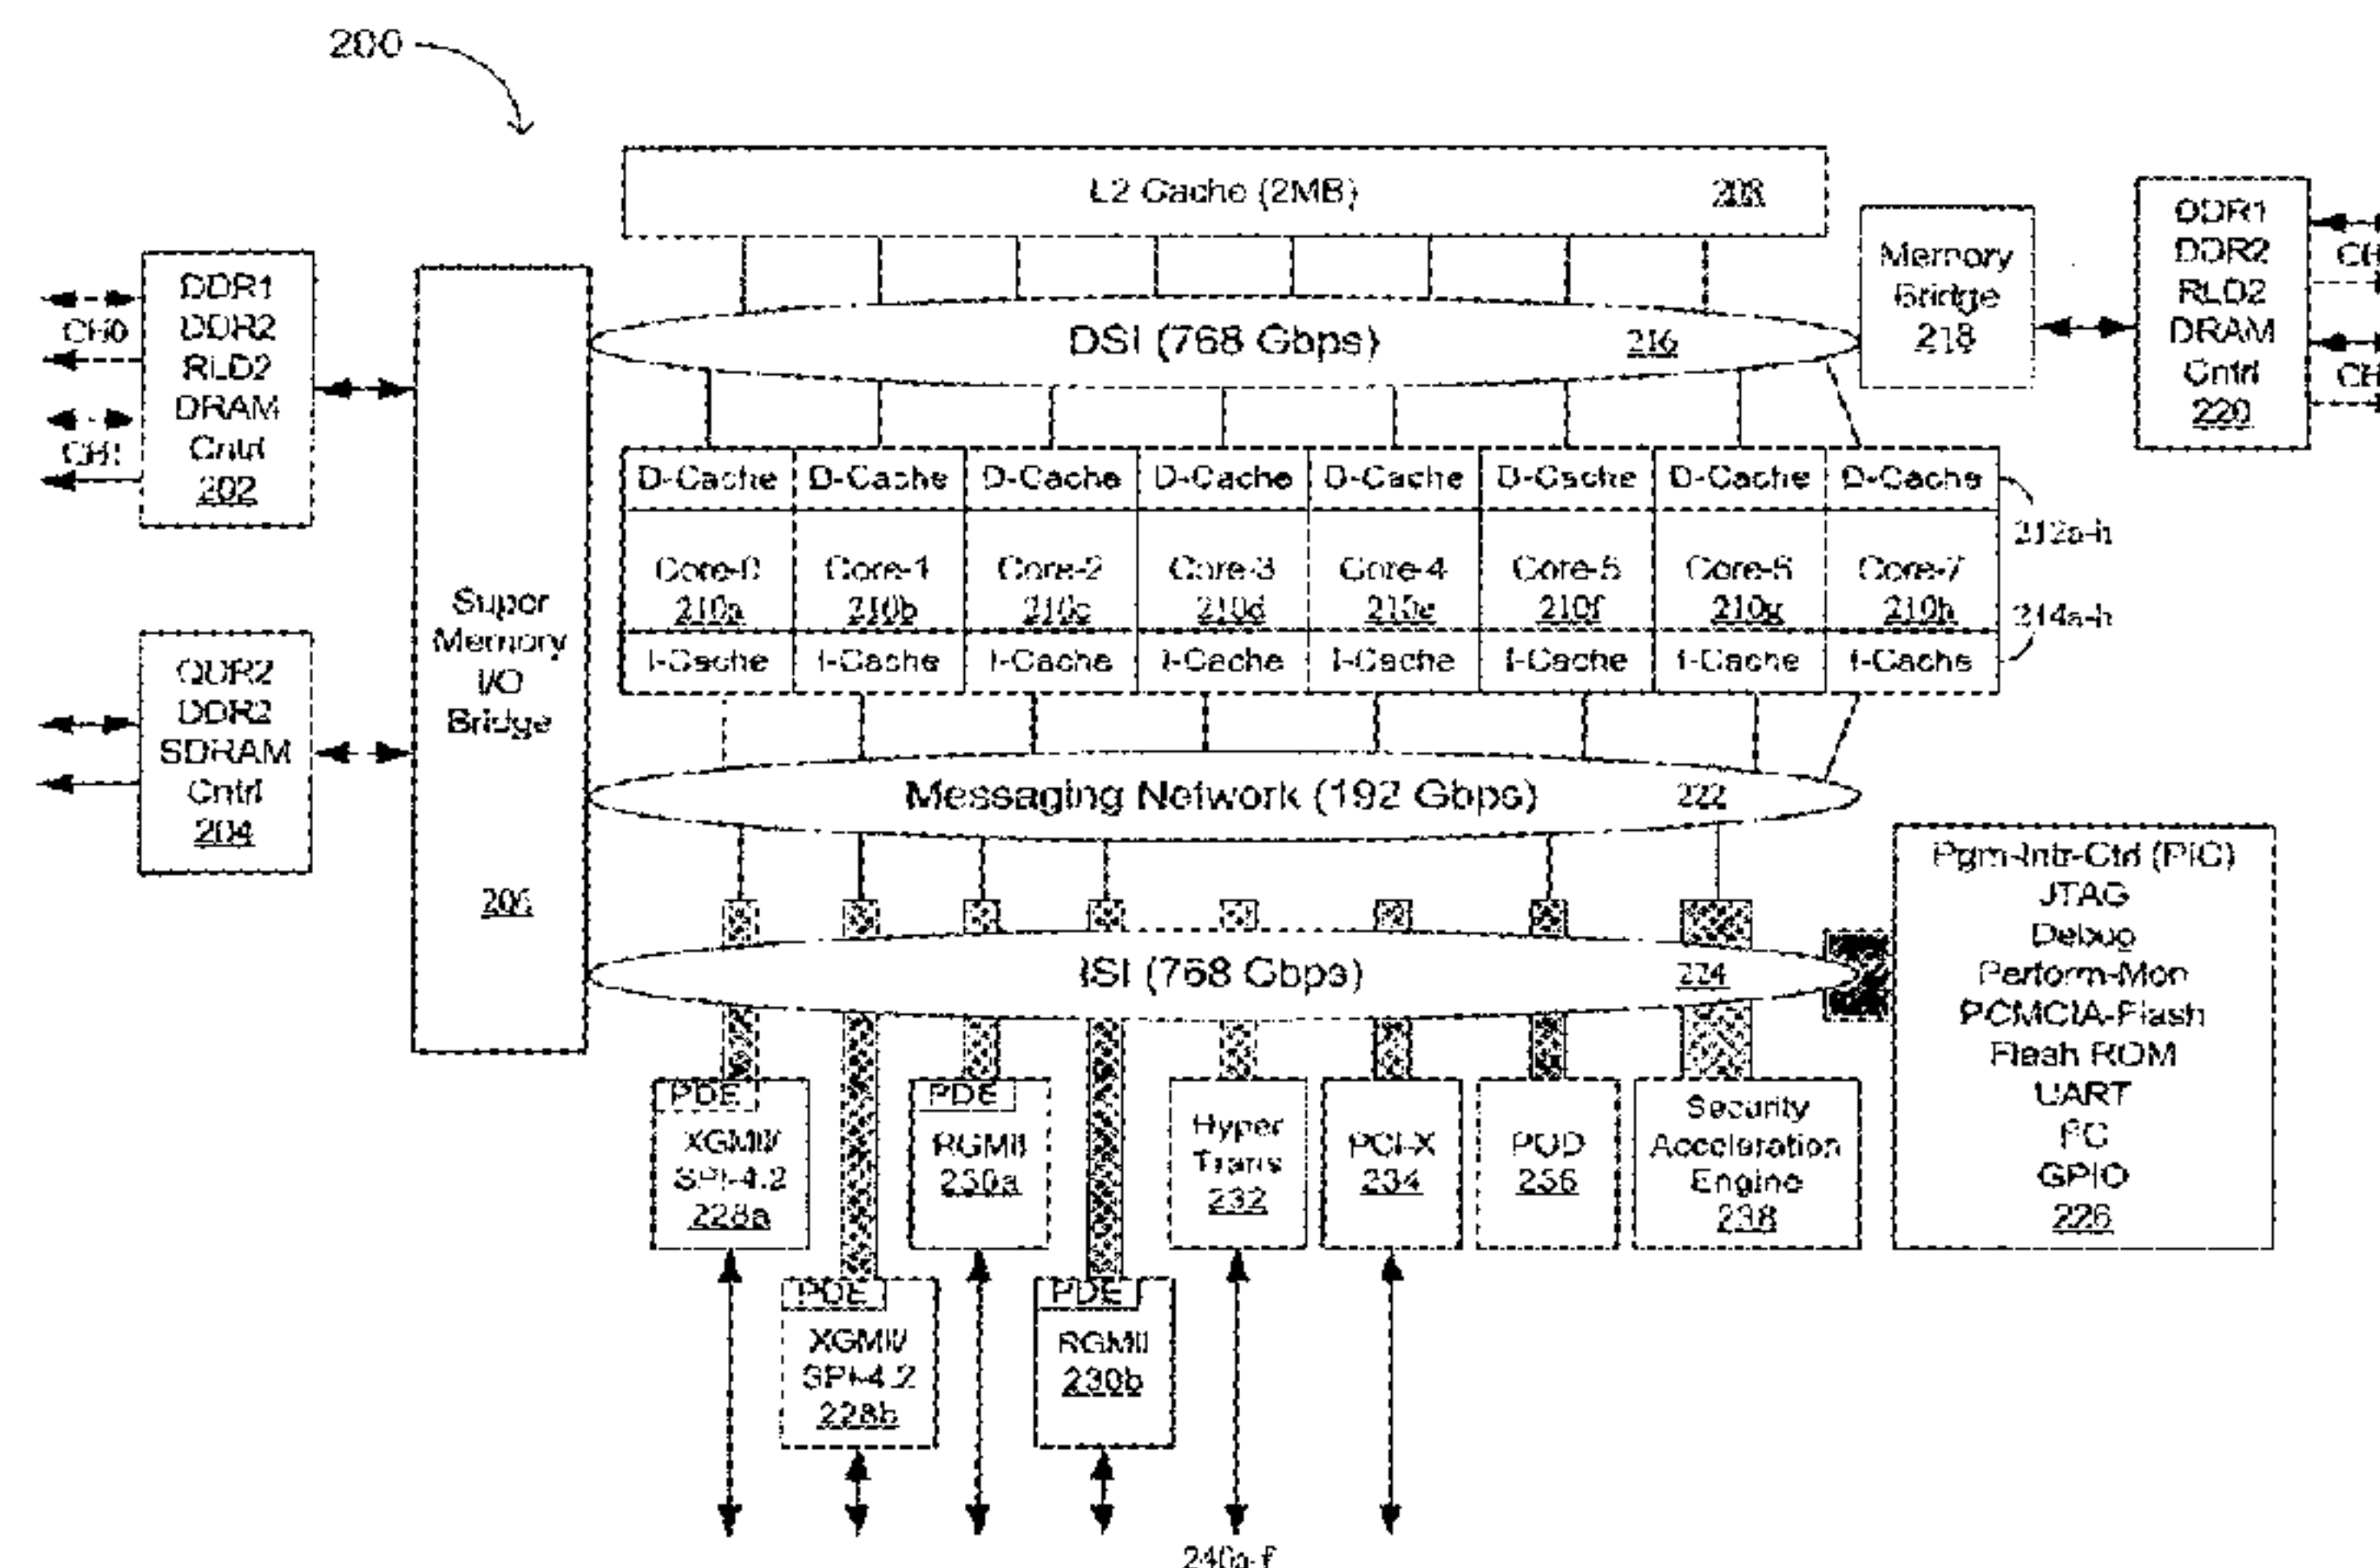 200
L2 Cache (2MB) 208
DSI (768 Gbps) 216
Memory
Bridge
218
DDR1
DDR2
RLD2
DRAM
Cntrl
220
CH
CH
DDR1
DDR2
RLD2
DRAM
Cntrl
202
CH0
CH1
QDR2
DDR2
SDRAM
Cntrl
204
Super
Memory
I/O
Bridge
206
D-Cache D-Cache D-Cache D-Cache D-Cache D-Cache D-Cache D-Cache
212a-h
Core-0 Core-1 Core-2 Core-3 Core-4 Core-5 Core-6 Core-7
210a 210b 210c 210d 210e 210f 210g 210h
214a-h
I-Cache I-Cache I-Cache I-Cache I-Cache I-Cache I-Cache I-Cache
Messaging Network (192 Gbps) 222
ISI (768 Gbps) 224
Pgm-Intr-Ctrl (PIC)
JTAG
Debug
Perform-Mon
PCMCIA-Flash
Flash ROM
UART
GPIO
226
PDE
XGMII/
SPI-4.2
228a
PDE
XGMII/
SPI-4.2
228b
PDE
RGMII
230a
PDE
RGMII
230b
Hyper
Trans
232
PCI-X
234
POD
236
Security
Acceleration
Engine
238
240a-f